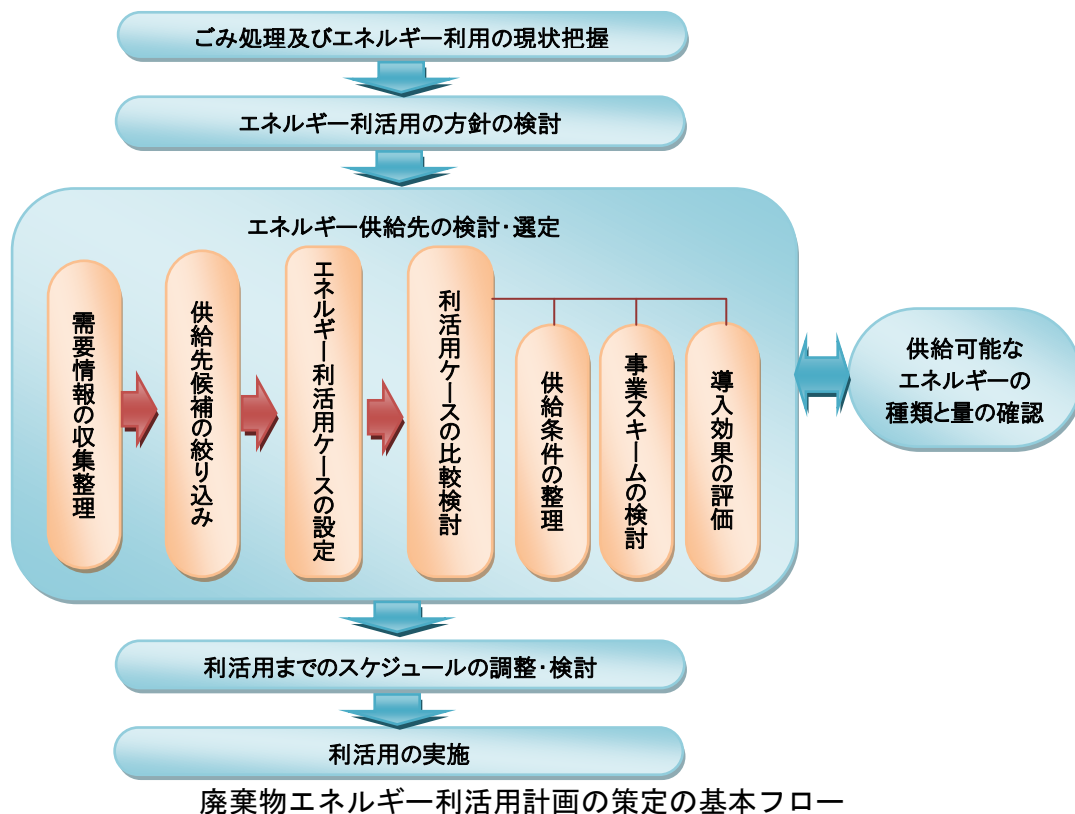 ごみ処理及びエネルギー利用の現状把握
エネルギー利活用の方針の検討
エネルギー供給先の検討・選定
需要情報の収集整理
供給先候補の絞り込み
エネルギー利活用ケースの設定
利活用ケースの比較検討
供給条件の整理
事業スキームの検討
導入効果の評価
供給可能な
エネルギーの
種類と量の確認
利活用までのスケジュールの調整・検討
利活用の実施
廃棄物エネルギー利活用計画の策定の基本フロー